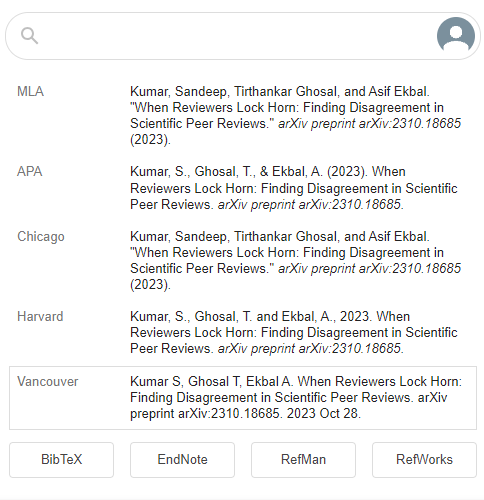 MLA
Kumar, Sandeep, Tirthankar Ghosal, and Asif Ekbal.
"When Reviewers Lock Horn: Finding Disagreement in
Scientific Peer Reviews." arXiv preprint arXiv:2310.18685
(2023).
APA
Kumar, S., Ghosal, T., & Ekbal, A. (2023). When
Reviewers Lock Horn: Finding Disagreement in Scientific
Peer Reviews. arXiv preprint arXiv:2310.18685.
Chicago
Kumar, Sandeep, Tirthankar Ghosal, and Asif Ekbal.
"When Reviewers Lock Horn: Finding Disagreement in
Scientific Peer Reviews." arXiv preprint arXiv:2310.18685
(2023).
Harvard
Kumar, S., Ghosal, T. and Ekbal, A., 2023. When
Reviewers Lock Horn: Finding Disagreement in Scientific
Peer Reviews. arXiv preprint arXiv:2310.18685.
Vancouver
Kumar S, Ghosal T, Ekbal A. When Reviewers Lock Horn:
Finding Disagreement in Scientific Peer Reviews. arXiv
preprint arXiv:2310.18685. 2023 Oct 28.
BibTeX
EndNote
RefMan
RefWorks